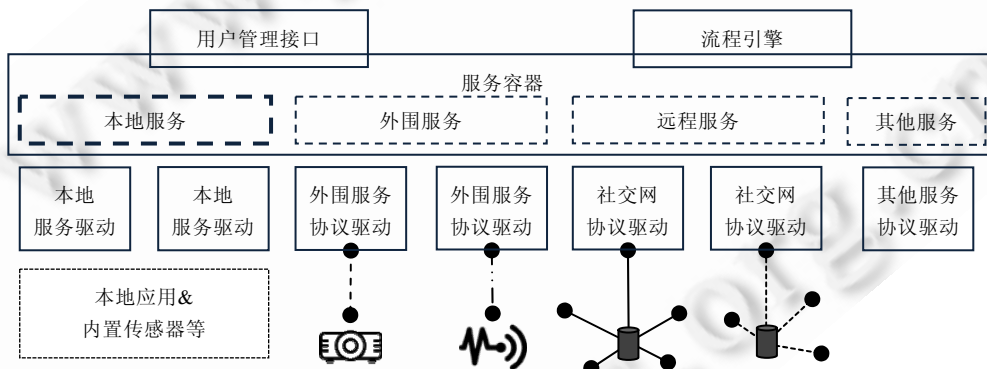 用户管理接口
流程引擎
服务容器
本地服务
外围服务
远程服务
其他服务
本地
服务驱动
本地
服务驱动
外围服务
协议驱动
外围服务
协议驱动
社交网
协议驱动
社交网
协议驱动
其他服务
协议驱动
本地应用&
内置传感器等